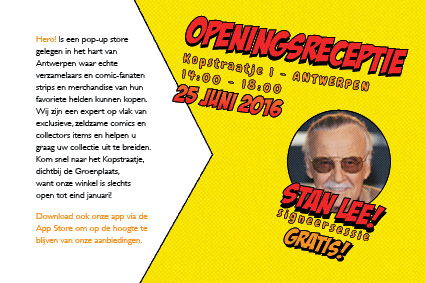 Hero! Is een pop-up store
gelegen in het hart van
Antwerpen waar echte
verzamelaars en comic-fanaten
strips en merchandise van hun
favoriete helden kunnen kopen.
Wij zijn een expert op vlak van
exclusieve, zeldzame comics en
collectors items en helpen u
graag uw collectie uit te breiden.
Kom snel naar het Kopstraatje,
dichtbij de Groenplaats,
want onze winkel is slechts
open tot eind januari!
Download ook onze app via de
App Store om op de hoogte te
blijven van onze aanbiedingen.
OPENINGSRECEPTIE
Kopstraatje 1 - ANTWERPEN
14:00 - 18:00
25 JUNI 2016
STAN LEE!
signeersessie
GRATIS!